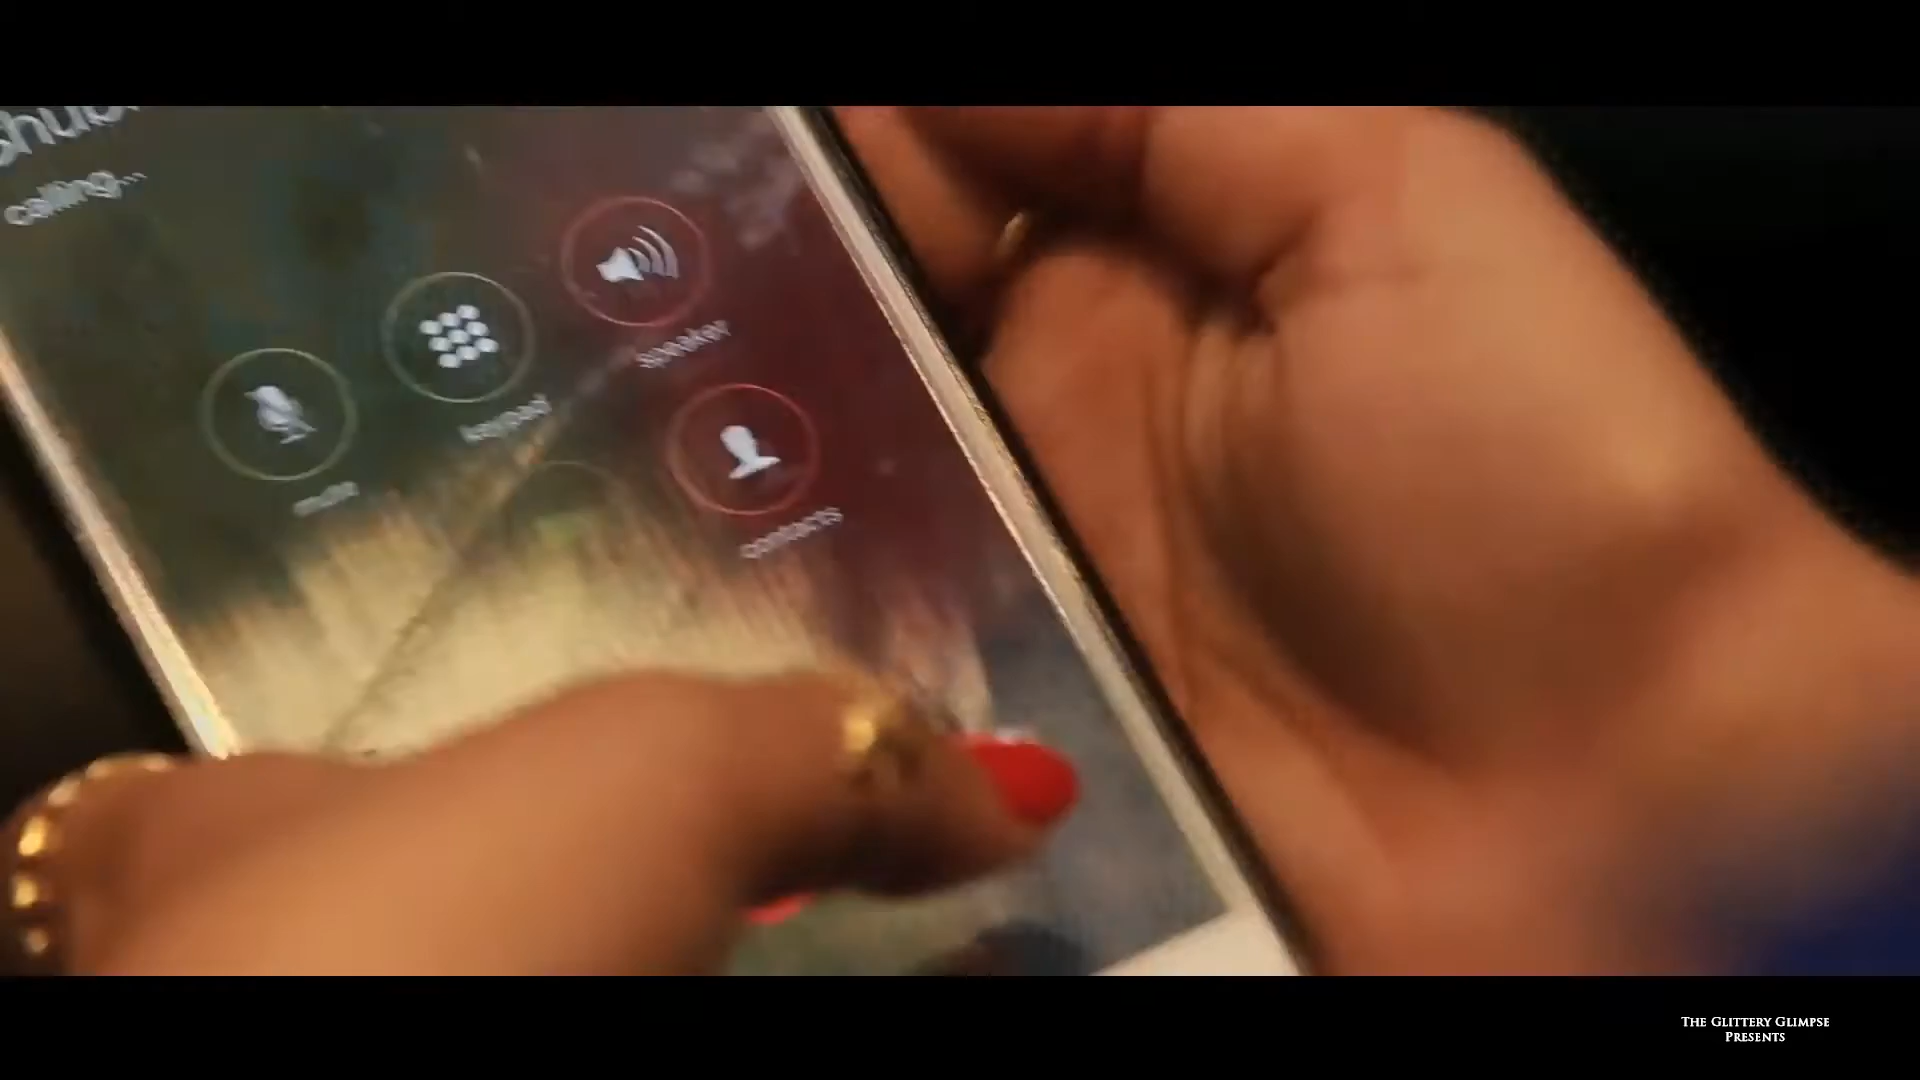 calling...
speaker
keypad
mute
contacts
THE GLITTERY GLIMPSE
PRESENTS